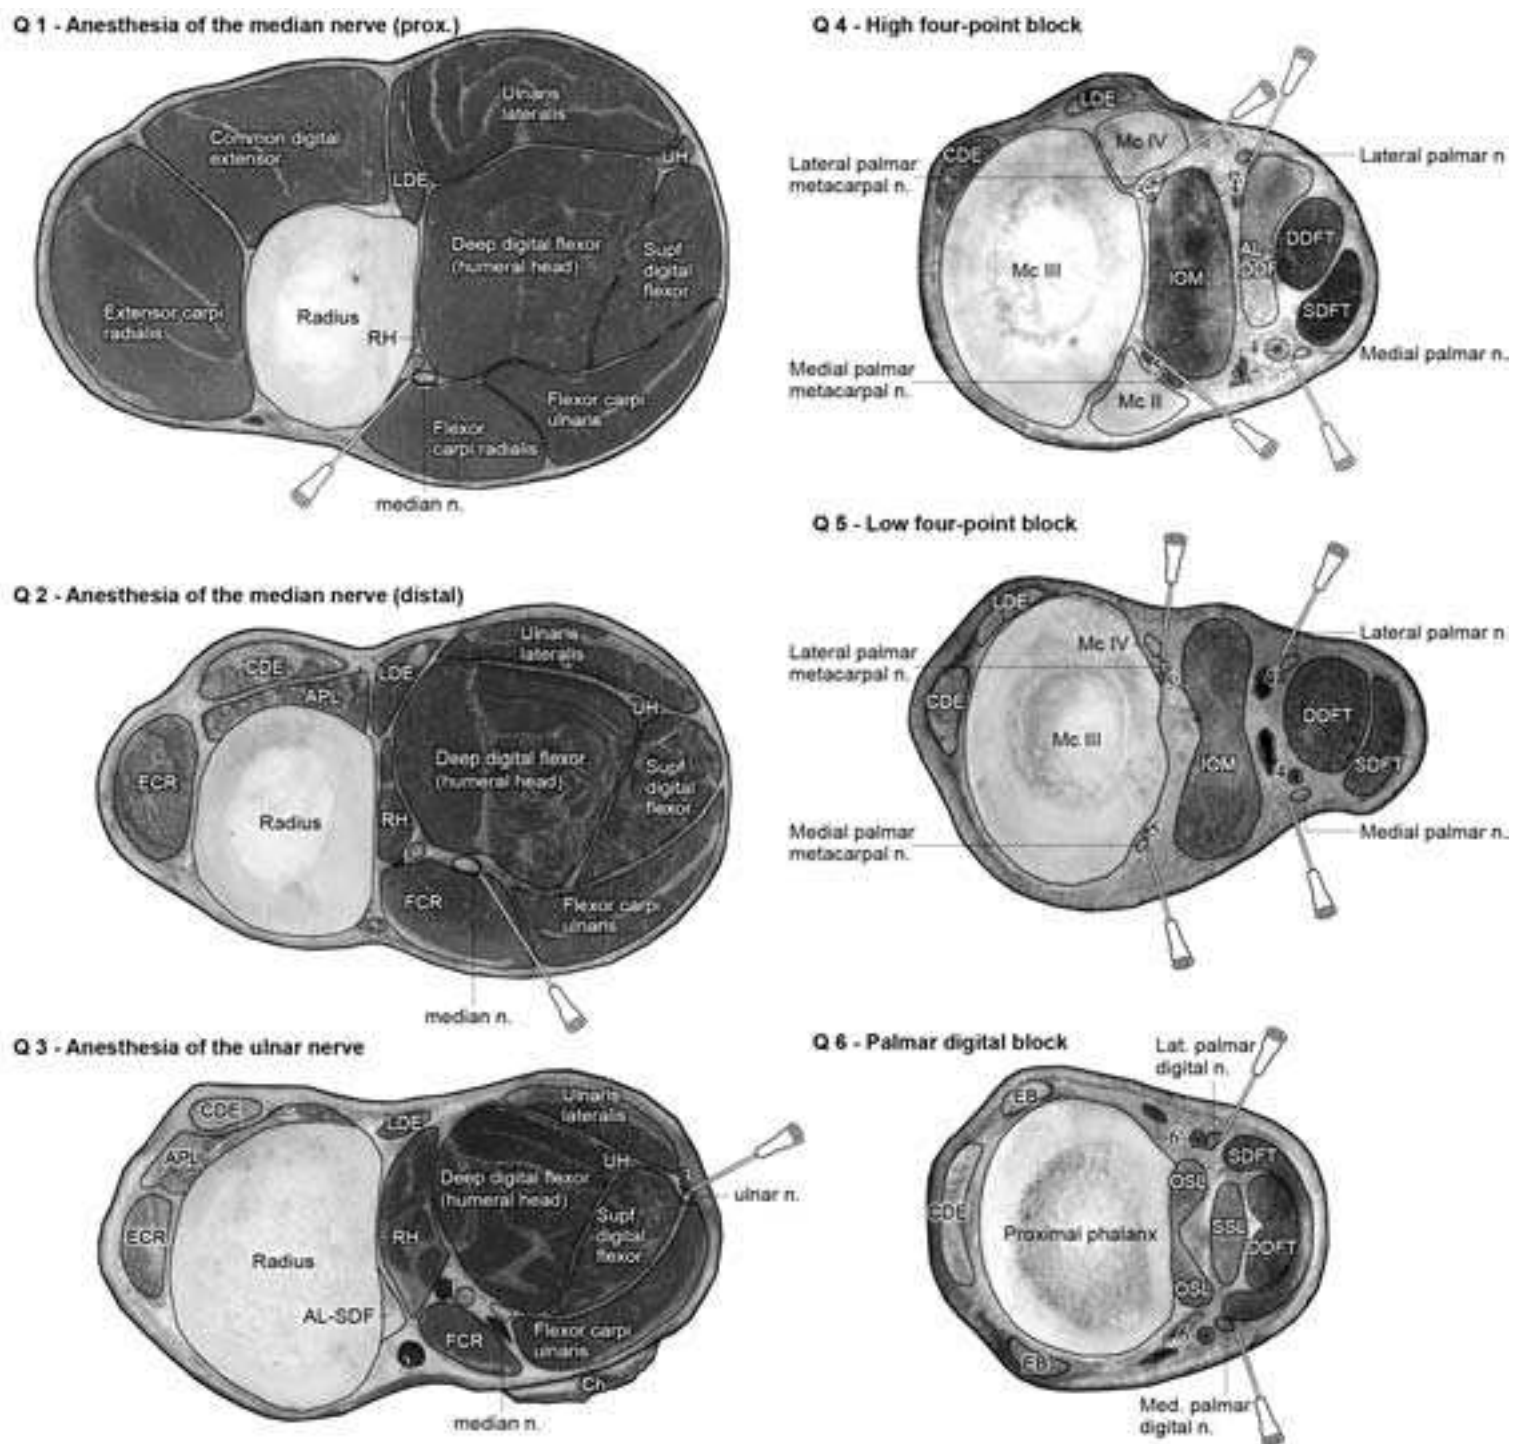 Q 1 - Anesthesia of the median nerve (prox.)
Ulnaris
lateralis
Common digital
extensor
UH
LDE
Deep digital flexor
(humeral head)
Supf.
digital
flexor
Extensor carpi
radialis
Radius
RH
Flexor carpi
ulnaris
Flexor
carpi radialis
median n.
Q 2 - Anesthesia of the median nerve (distal)
Ulnaris
lateralis
CDE
LDE
APL
UH
Deep digital flexor
(humeral head)
Supf.
digital
flexor
ECR
Radius
RH
FCR
Flexor carpi
ulnaris
median n.
Q 3 - Anesthesia of the ulnar nerve
Ulnaris
lateralis
CDE
LDE
APL
UH
Deep digital flexor
(humeral head)
ulnar n.
Supf.
digital
flexor
ECR
RH
Radius
AL-SDF
FCR
Flexor carpi
ulnaris
Ch
median n.
Q 4 - High four-point block
LDE
Mc IV
CDE
Lateral palmar
metacarpal n.
Lateral palmar n
DDFT
AL
DDF
Mc III
IOM
SDFT
Medial palmar n.
Medial palmar
metacarpal n.
Mc II
Q 5 - Low four-point block
LDE
Lateral palmar n
Mc IV
Lateral palmar
metacarpal n.
CDE
DDFT
Mc III
IOM
SDFT
Medial palmar
metacarpal n.
Medial palmar n.
Q 6 - Palmar digital block
Lat. palmar
digital n.
EB
SDFT
OSL
CDE
Proximal phalanx
SSL
DDFT
OSL
EB
Med. palmar
digital n.